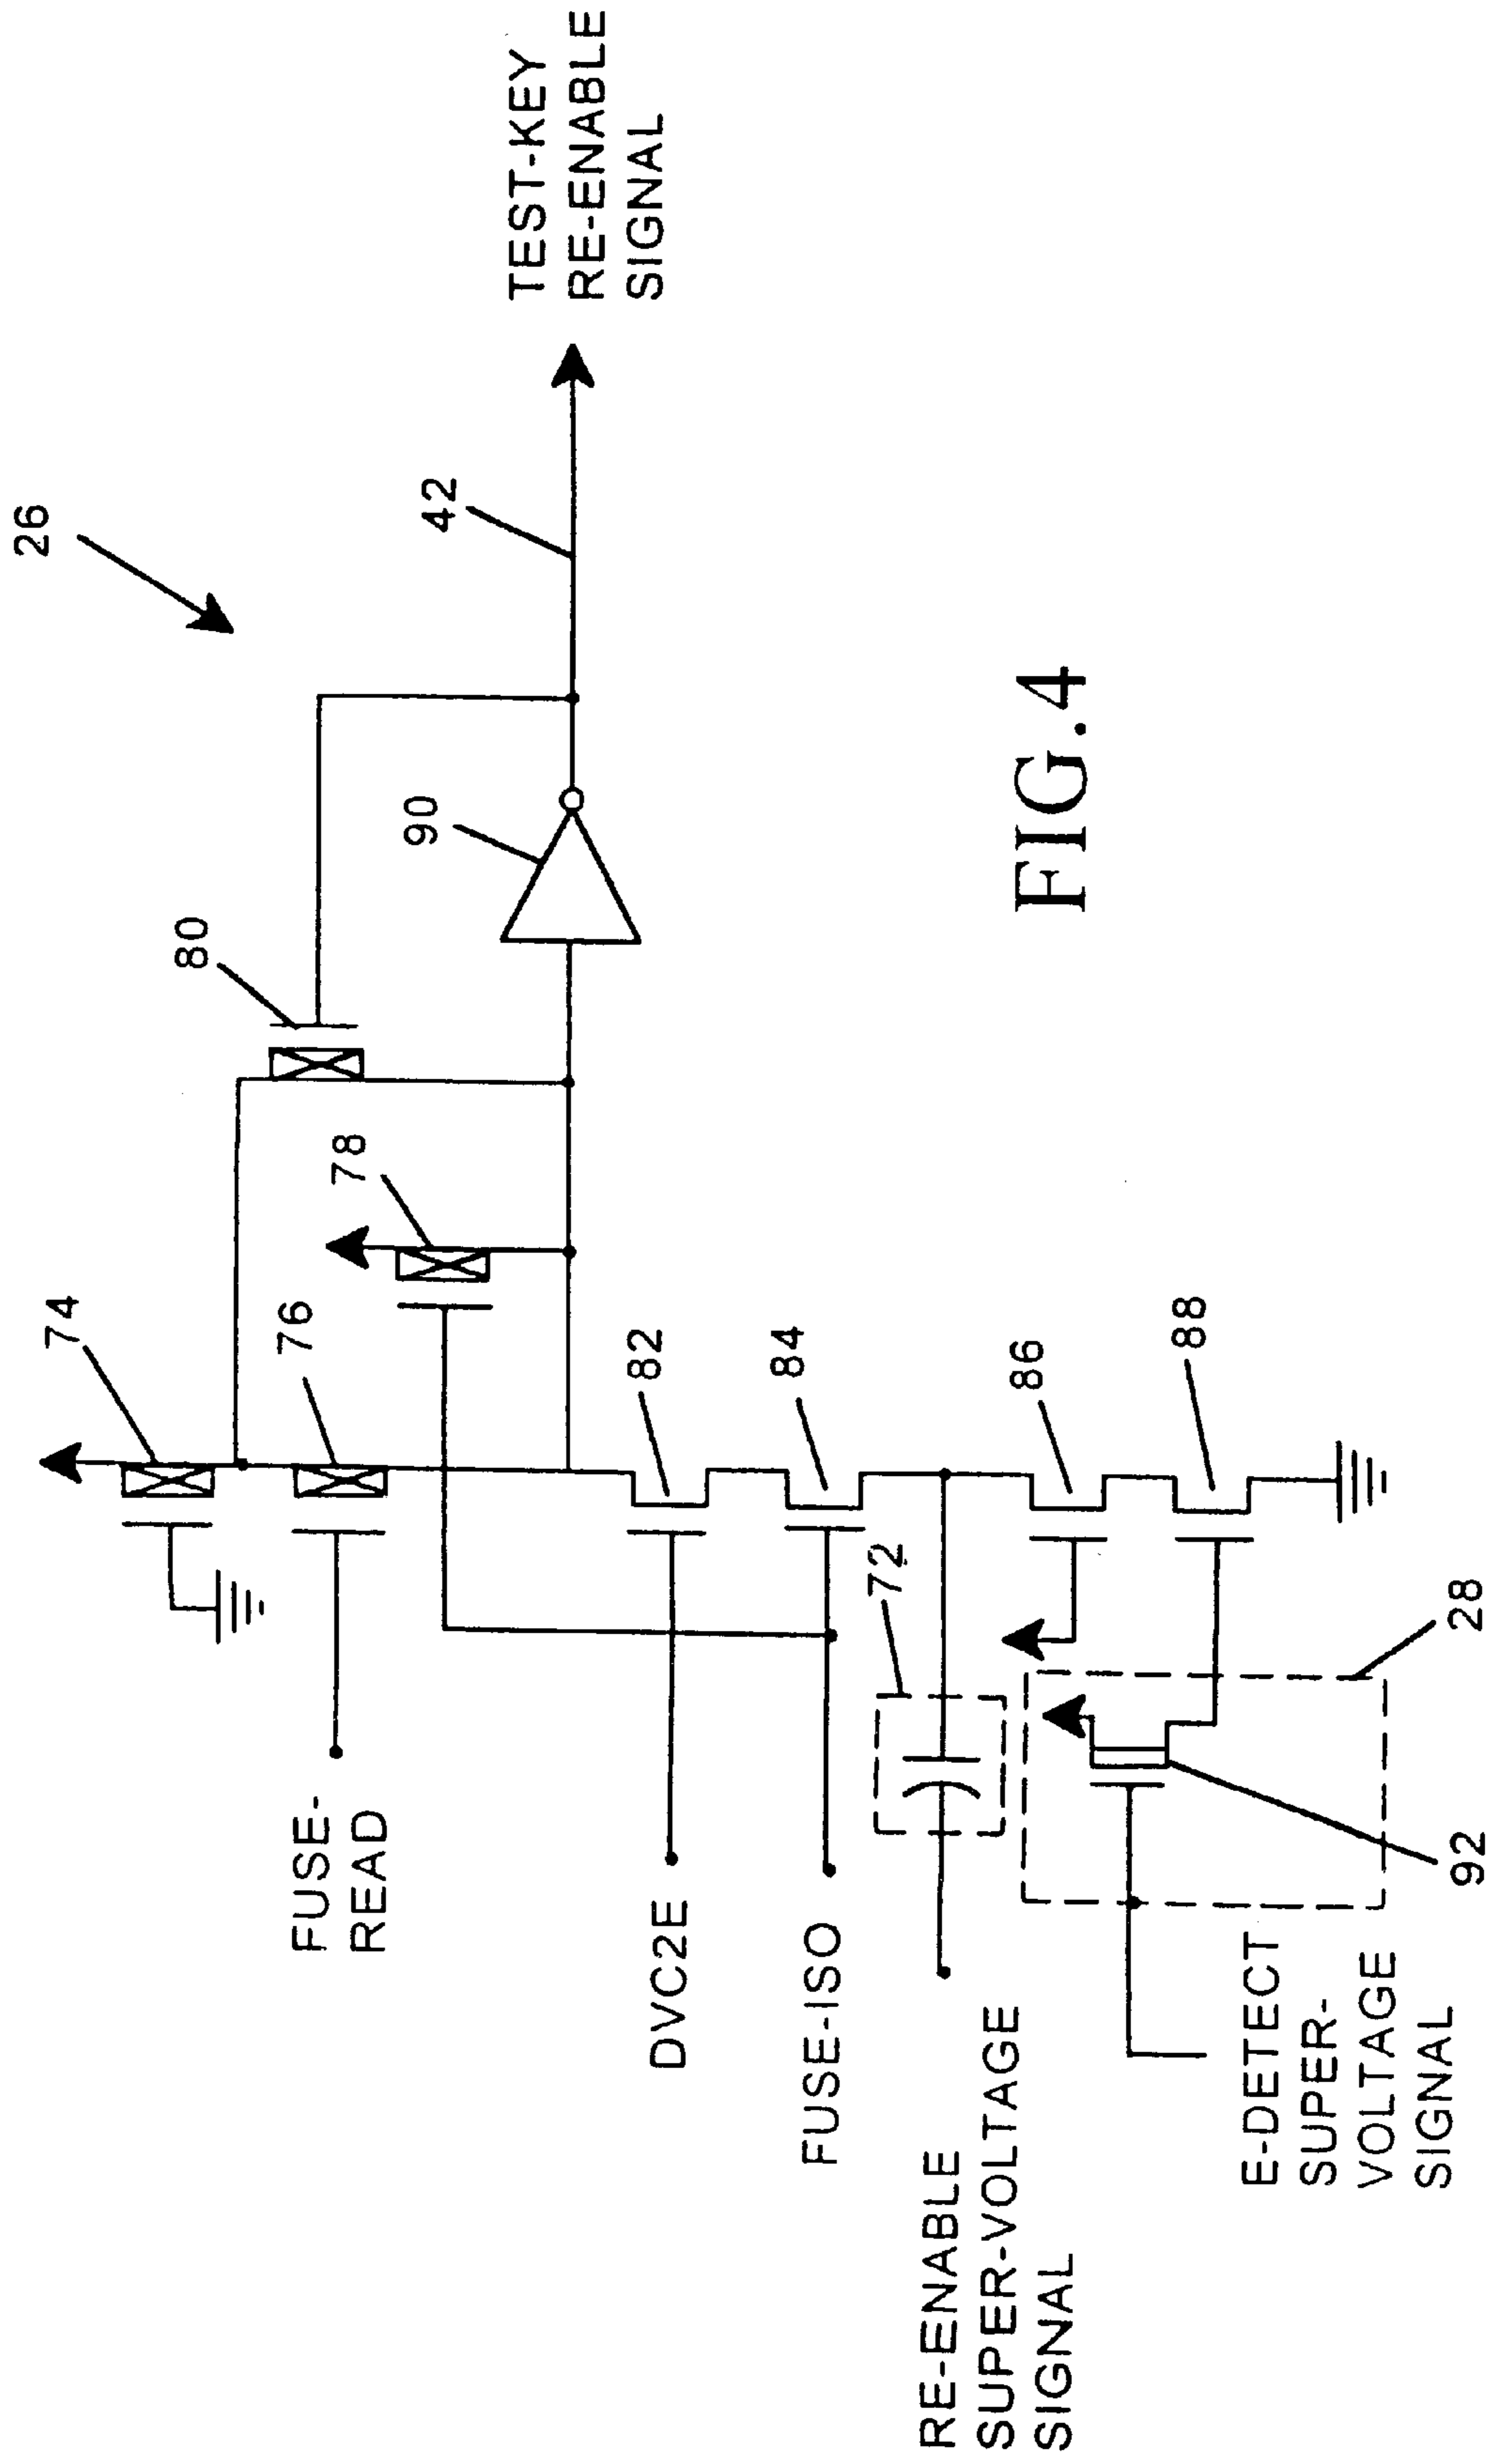 26
74
76
78
80
90
42
TEST-KEY
RE-ENABLE
SIGNAL
FUSE-
READ
82
DVC2E
84
FUSE-ISO
72
RE-ENABLE
SUPER-VOLTAGE
SIGNAL
86
88
28
92
E-DETECT
SUPER-
VOLTAGE
SIGNAL
FIG.4